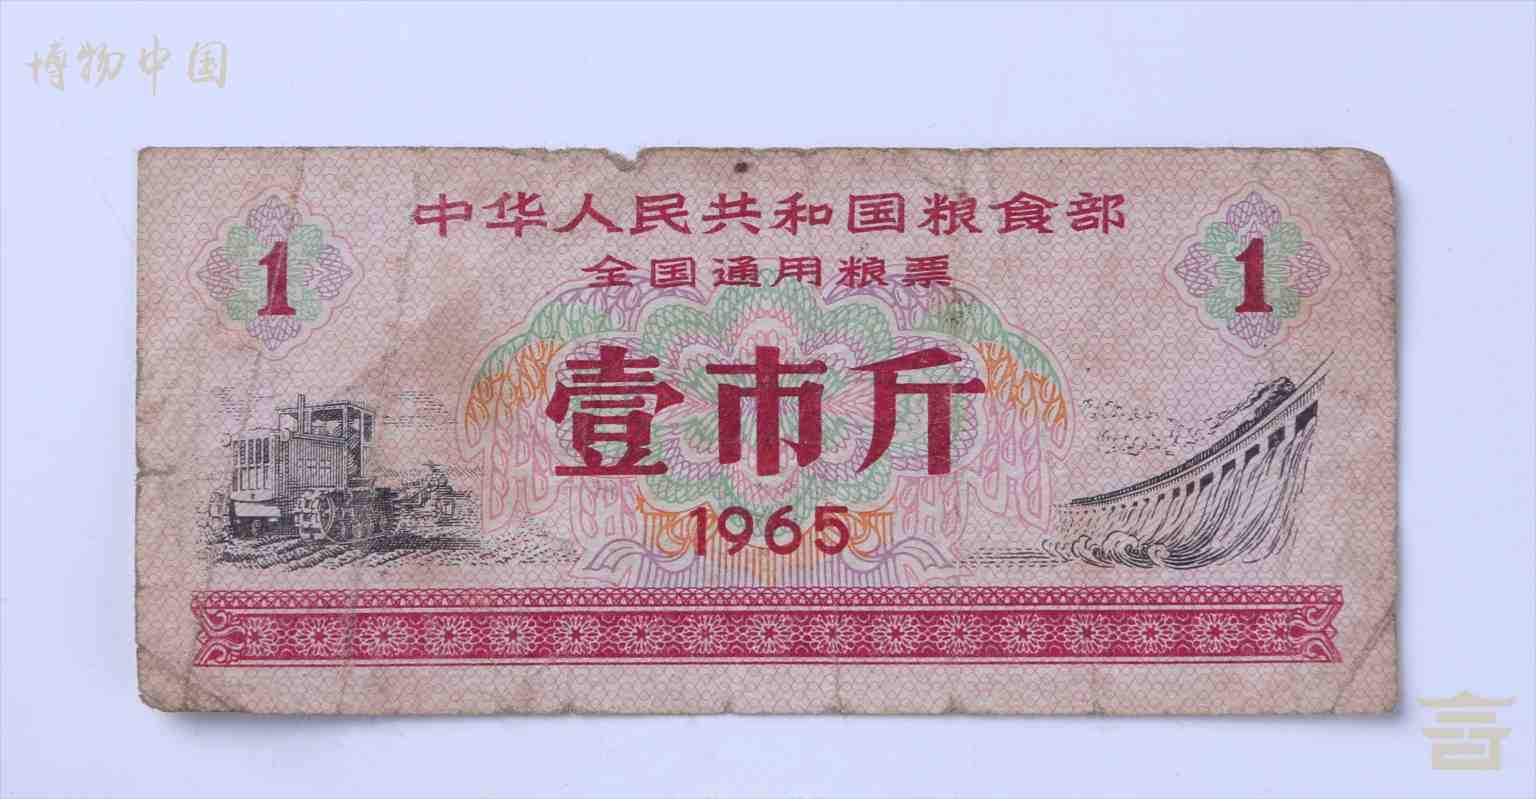 博物中国
中华人民共和国粮食部
全国通用粮票
1 1
壹市斤
1965